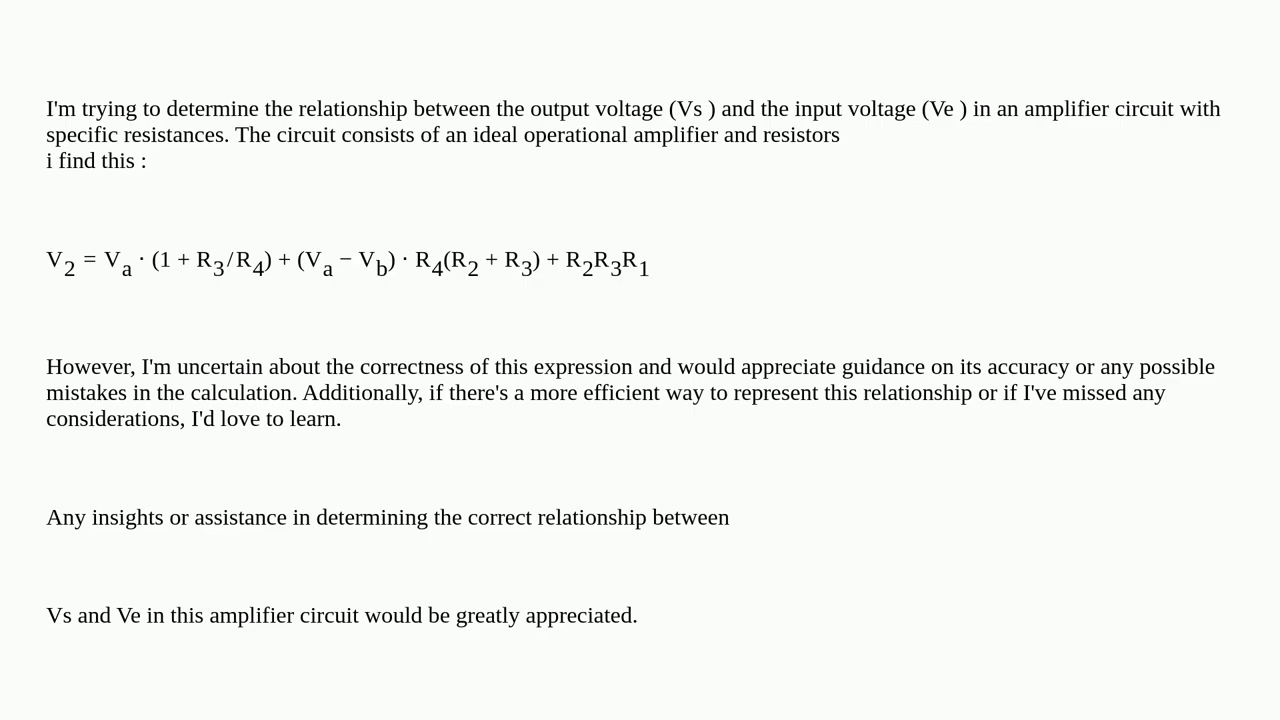 I'm trying to determine the relationship between the output voltage (Vs ) and the input voltage (Ve ) in an amplifier circuit with
specific resistances. The circuit consists of an ideal operational amplifier and resistors
i find this :
V₂ = Vₐ · (1 + R₃/R₄) + (Vₐ − V_b) · R₄(R₂ + R₃) + R₂R₃R₁
However, I'm uncertain about the correctness of this expression and would appreciate guidance on its accuracy or any possible
mistakes in the calculation. Additionally, if there's a more efficient way to represent this relationship or if I've missed any
considerations, I'd love to learn.
Any insights or assistance in determining the correct relationship between
Vs and Ve in this amplifier circuit would be greatly appreciated.